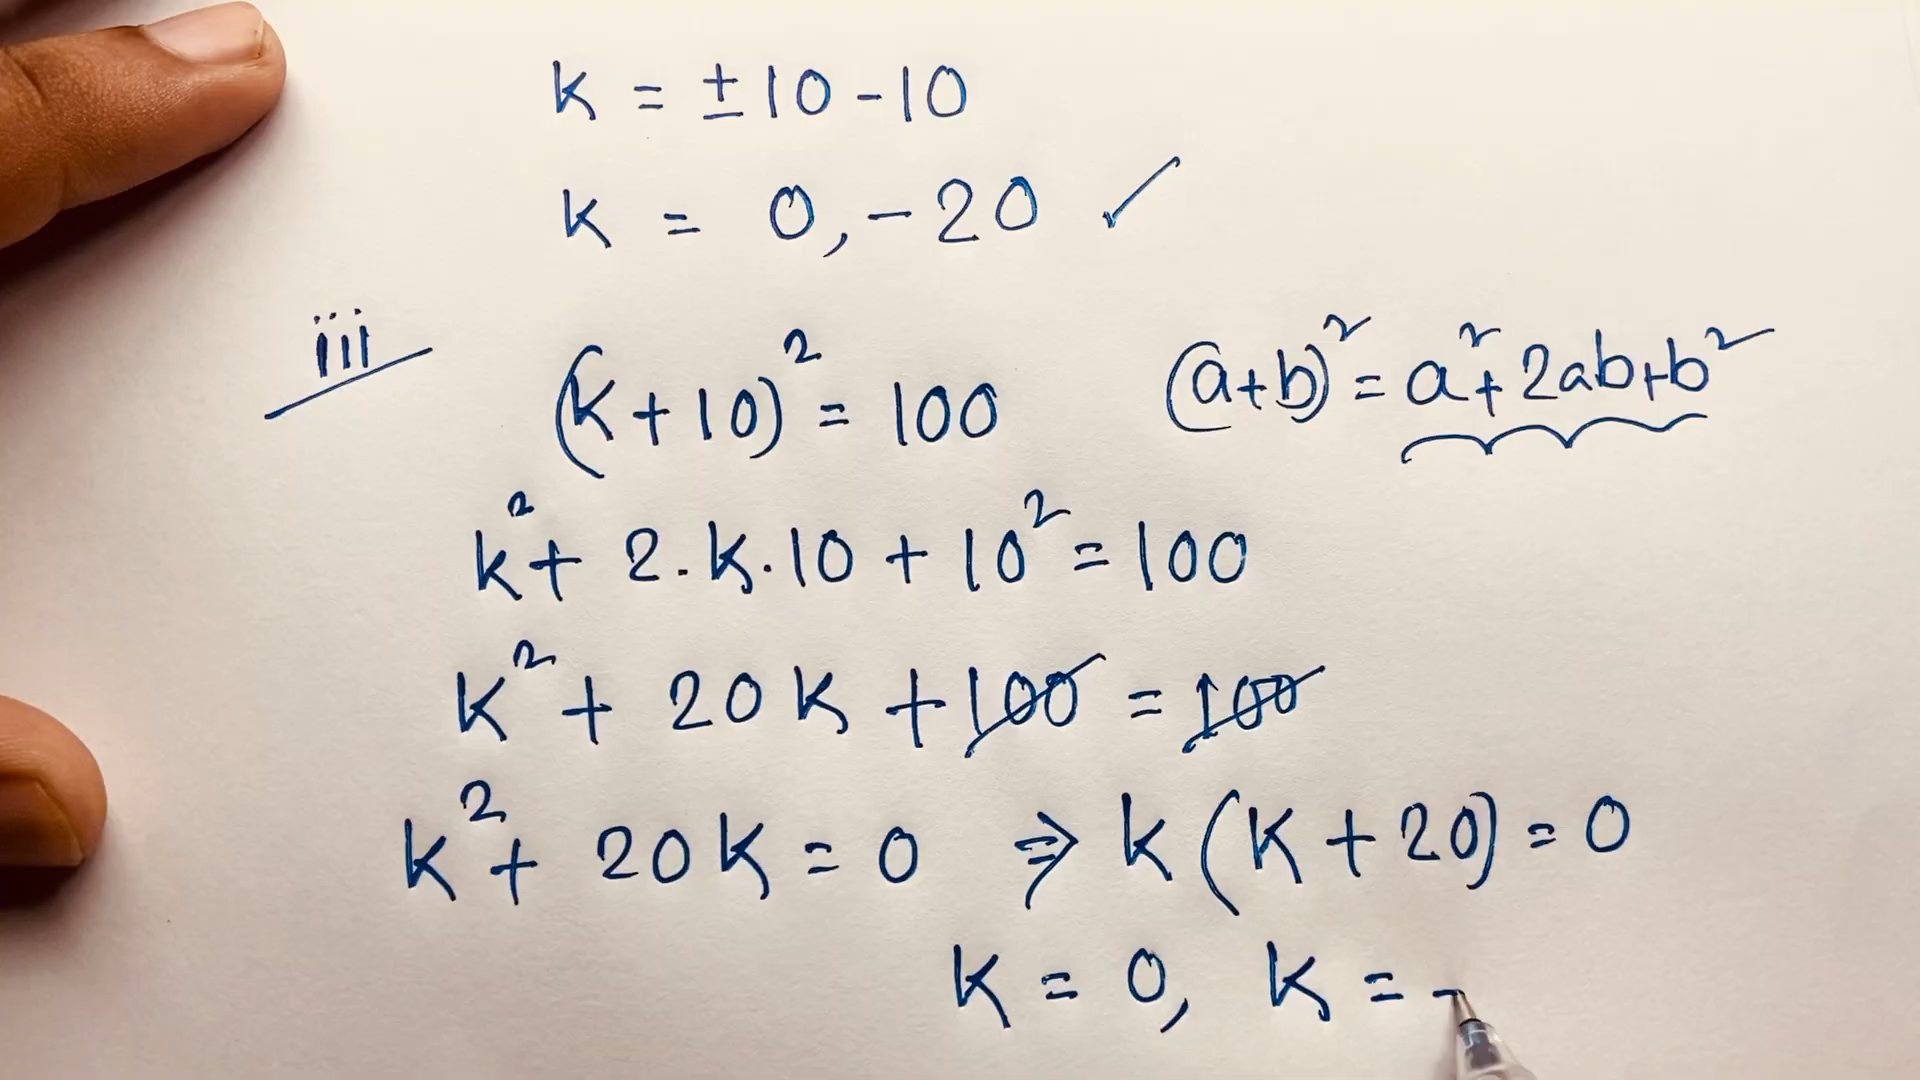 K = ±10 - 10
K = 0, -20 ✓
iii
(K + 10)² = 100 (a+b)² = a² + 2ab + b²
K² + 2.K.10 + 10² = 100
K² + 20K + 100 = 100
K² + 20K = 0 ⇒ K(K + 20) = 0
K = 0, K = -